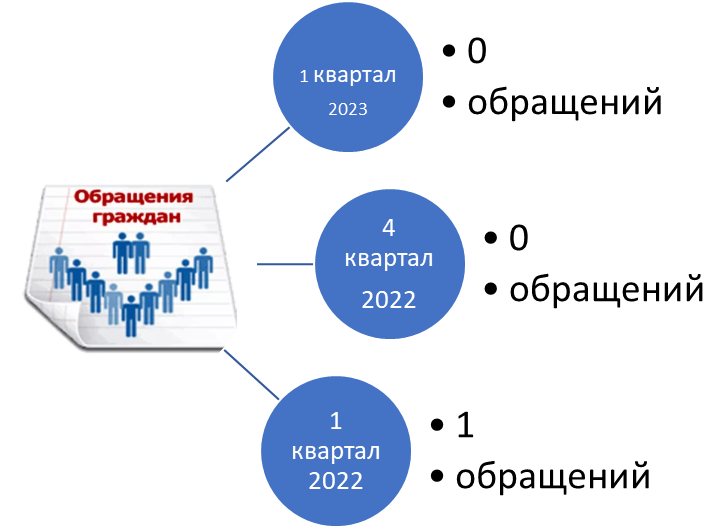 Обращения
граждан
1 квартал
2023
• 0
• обращений
4
квартал
2022
• 0
• обращений
1
квартал
2022
• 1
• обращений